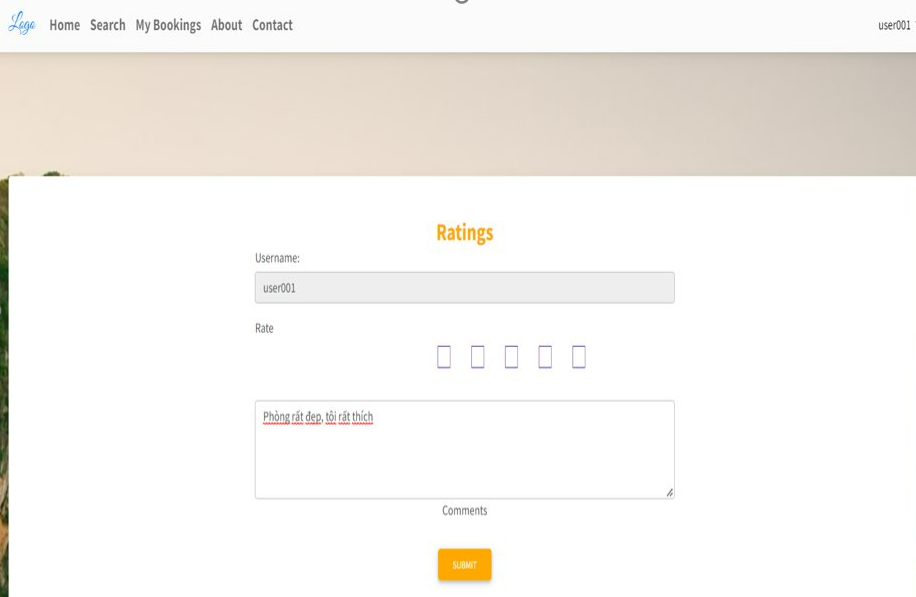 Logo Home Search My Bookings About Contact user001
Ratings
Username:
user001
Rate
Phòng rất đẹp, tôi rất thích
Comments
SUBMIT